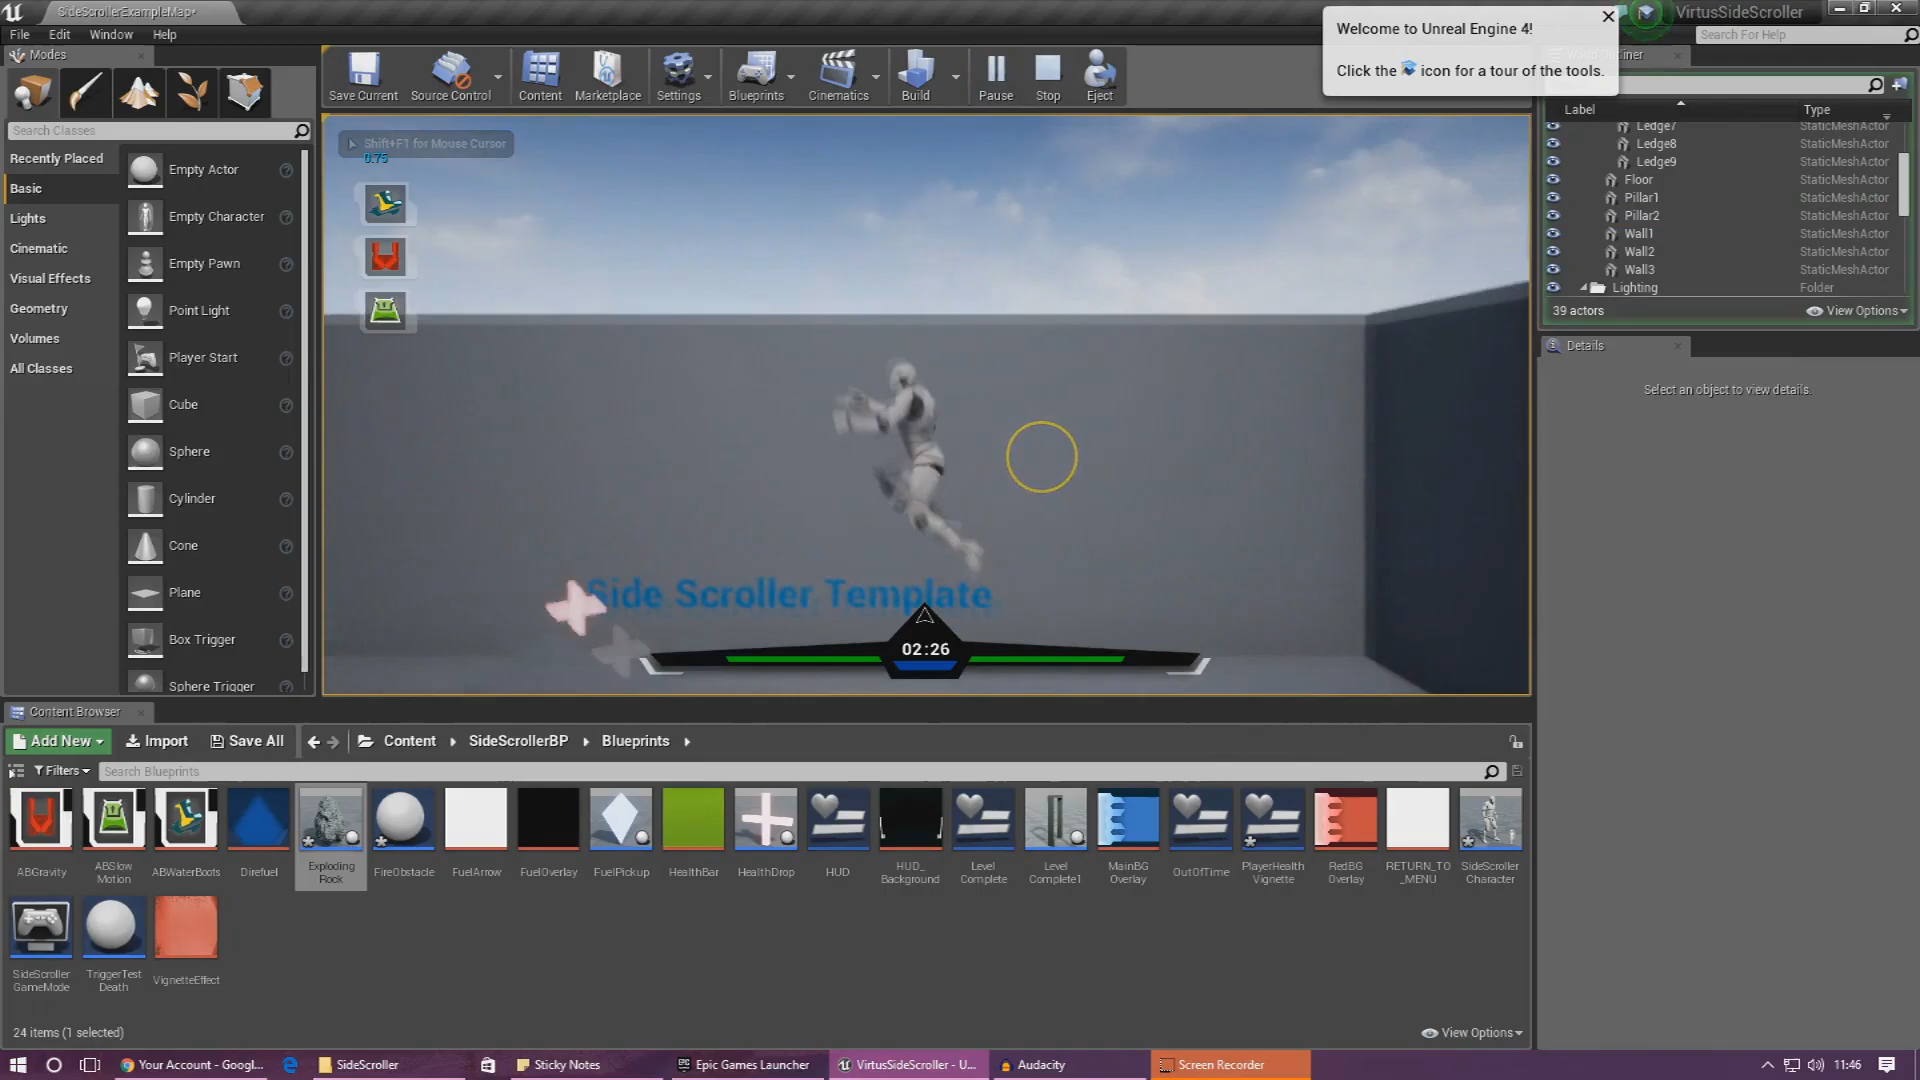 SideScrollerExampleMap*
VirtusSideScroller
File Edit Window Help
Search For Help
Welcome to Unreal Engine 4!
Click the icon for a tour of the tools.
Modes
Save Current
Source Control
Content
Marketplace
Settings
Blueprints
Cinematics
Build
Pause
Stop
Eject
Search Classes
Recently Placed
Basic
Lights
Cinematic
Visual Effects
Geometry
Volumes
All Classes
Empty Actor
Empty Character
Empty Pawn
Point Light
Player Start
Cube
Sphere
Cylinder
Cone
Plane
Box Trigger
Sphere Trigger
Shift+F1 for Mouse Cursor
0.75
Side Scroller Template
02:26
Label Type
Ledge7 StaticMeshActor
Ledge8 StaticMeshActor
Ledge9 StaticMeshActor
Floor StaticMeshActor
Pillar1 StaticMeshActor
Pillar2 StaticMeshActor
Wall1 StaticMeshActor
Wall2 StaticMeshActor
Wall3 StaticMeshActor
Lighting Folder
39 actors View Options
Details
Select an object to view details.
Content Browser
Add New Import Save All Content SideScrollerBP Blueprints
Filters Search Blueprints
ABGravity
ABSlow
Motion
ABWaterBoots
Direfuel
Exploding
Rock
FireObstacle
FuelArrow
FuelOverlay
FuelPickup
HealthBar
HealthDrop
HUD
HUD_
Background
Level
Complete
Level
Complete1
MainBG
Overlay
OutOfTime
PlayerHealth
Vignette
RedBG
Overlay
RETURN_TO
_MENU
SideScroller
Character
SideScroller
GameMode
TriggerTest
Death
VignetteEffect
24 items (1 selected) View Options
Your Account - Googl...
SideScroller
Sticky Notes
Epic Games Launcher
VirtusSideScroller - U...
Audacity
Screen Recorder
11:46